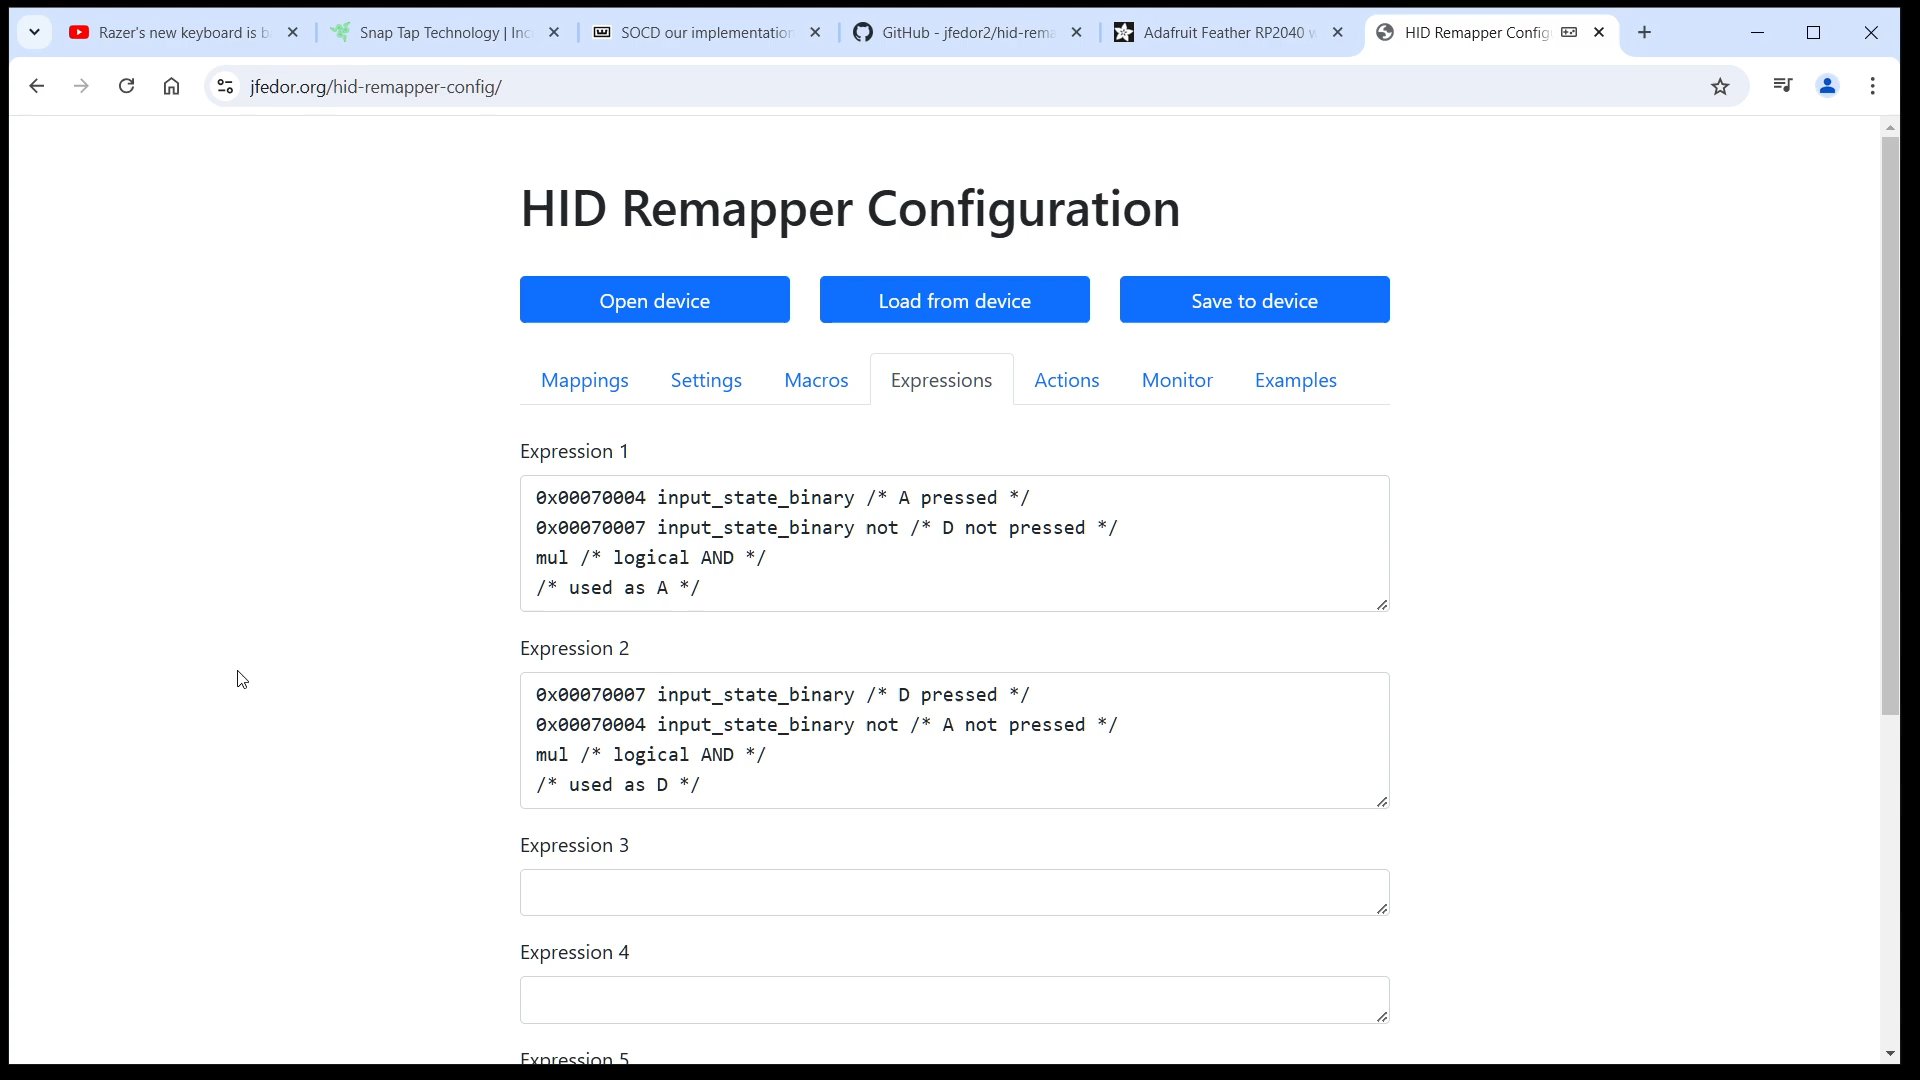 Razer's new keyboard is b
Snap Tap Technology | Inc
SOCD our implementation
GitHub - jfedor2/hid-rema
Adafruit Feather RP2040 w
HID Remapper Config
jfedor.org/hid-remapper-config/
HID Remapper Configuration
Open device
Load from device
Save to device
Mappings
Settings
Macros
Expressions
Actions
Monitor
Examples
Expression 1
0x00070004 input_state_binary /* A pressed */
0x00070007 input_state_binary not /* D not pressed */
mul /* logical AND */
/* used as A */
Expression 2
0x00070007 input_state_binary /* D pressed */
0x00070004 input_state_binary not /* A not pressed */
mul /* logical AND */
/* used as D */
Expression 3
Expression 4
Expression 5